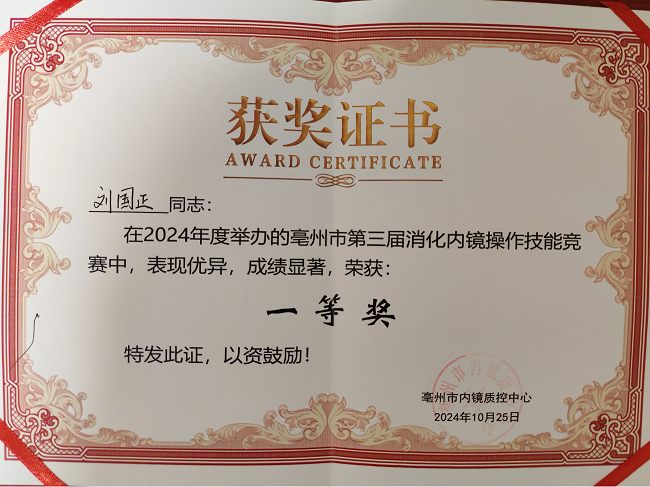 获奖证书
AWARD CERTIFICATE
刘国正 同志：
在2024年度举办的亳州市第三届消化内镜操作技能竞
赛中，表现优异，成绩显著，荣获：
一等奖
特发此证，以资鼓励！
亳州市内镜质控中心
2024年10月25日